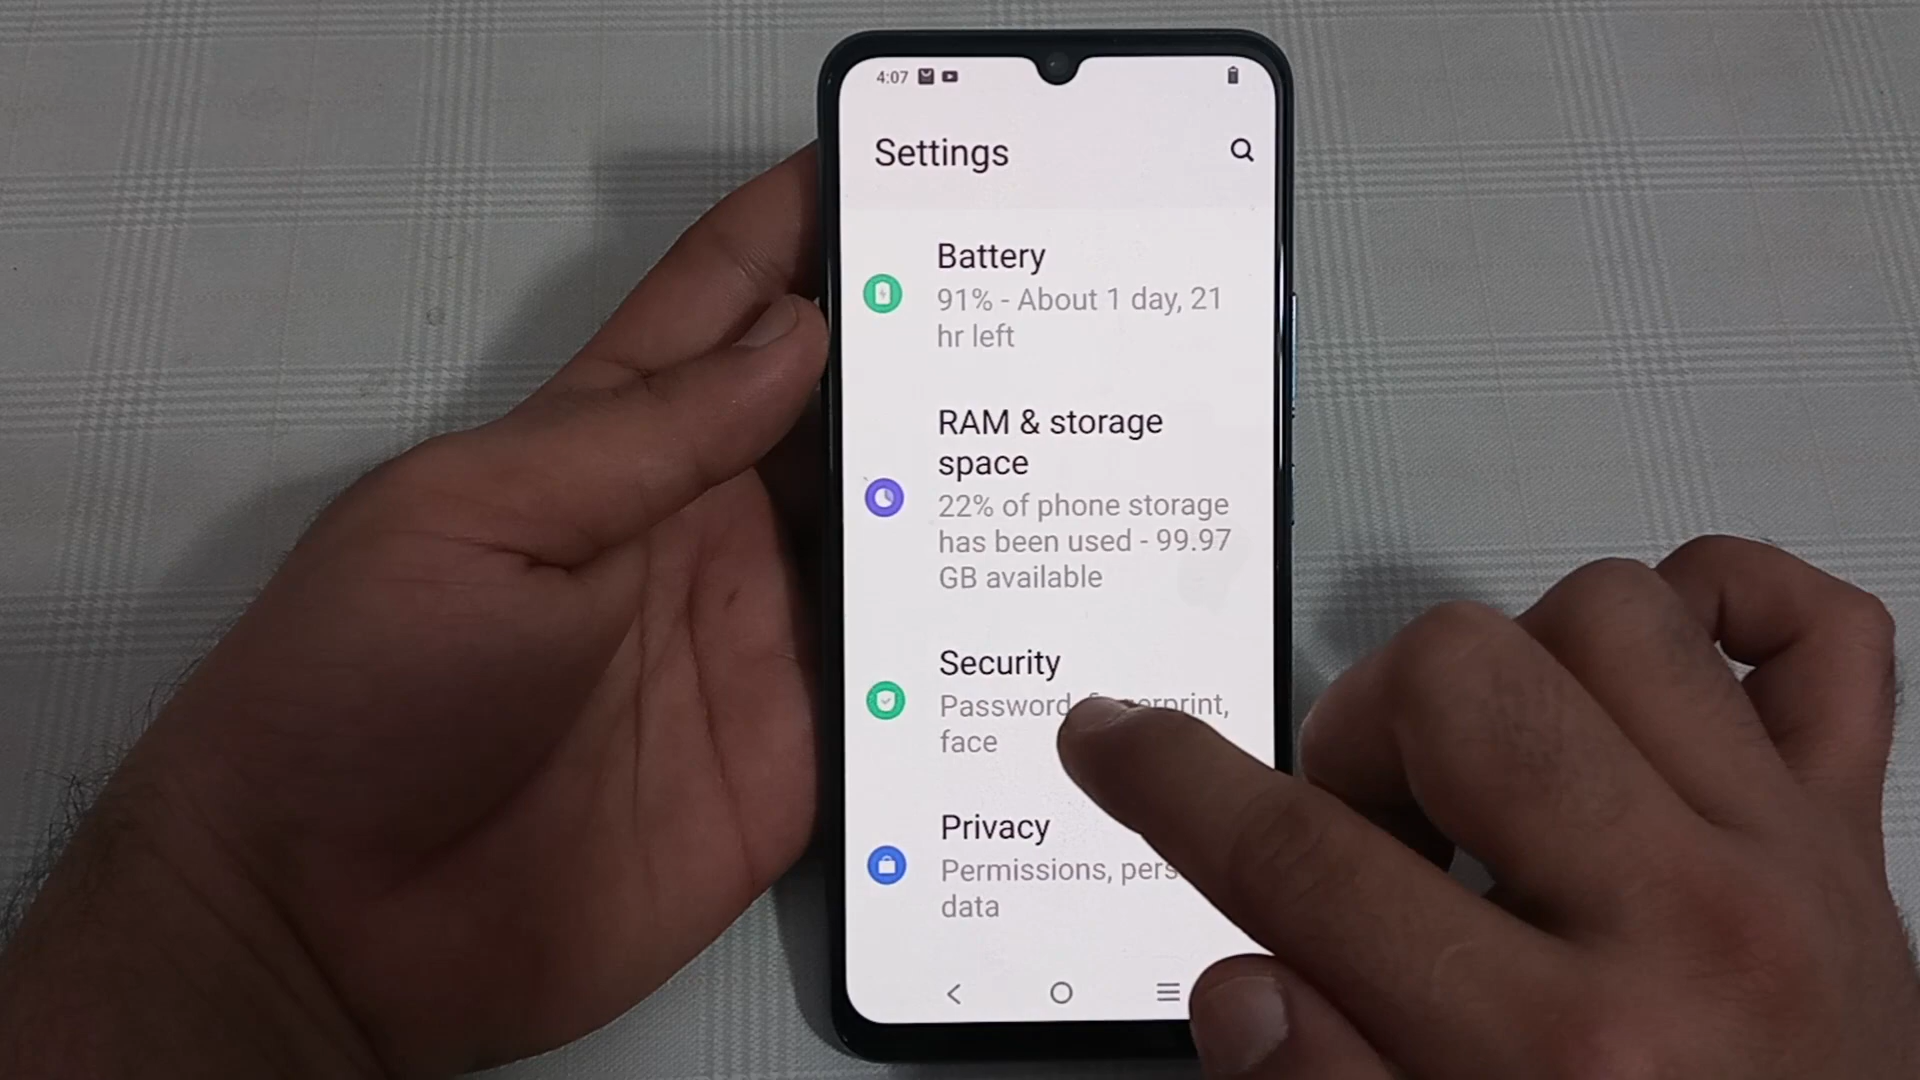 4:07
Settings
Battery
91% - About 1 day, 21
hr left
RAM & storage
space
22% of phone storage
has been used - 99.97
GB available
Security
Password,
face
Privacy
Permissions,
data